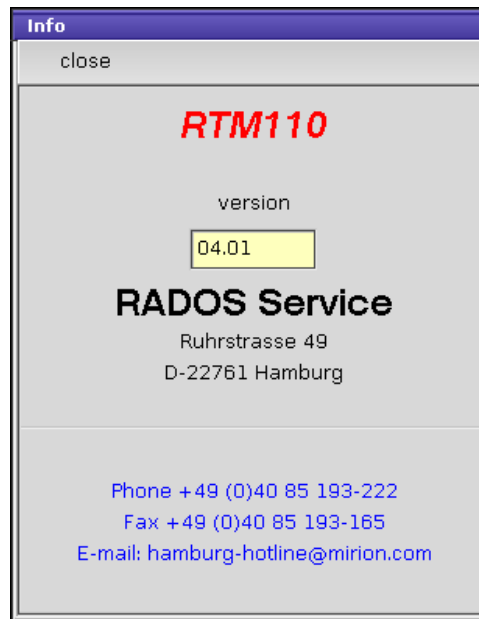 Info
close
RTM110
version
04.01
RADOS Service
Ruhrstrasse 49
D-22761 Hamburg
Phone +49 (0)40 85 193-222
Fax +49 (0)40 85 193-165
E-mail: hamburg-hotline@mirion.com